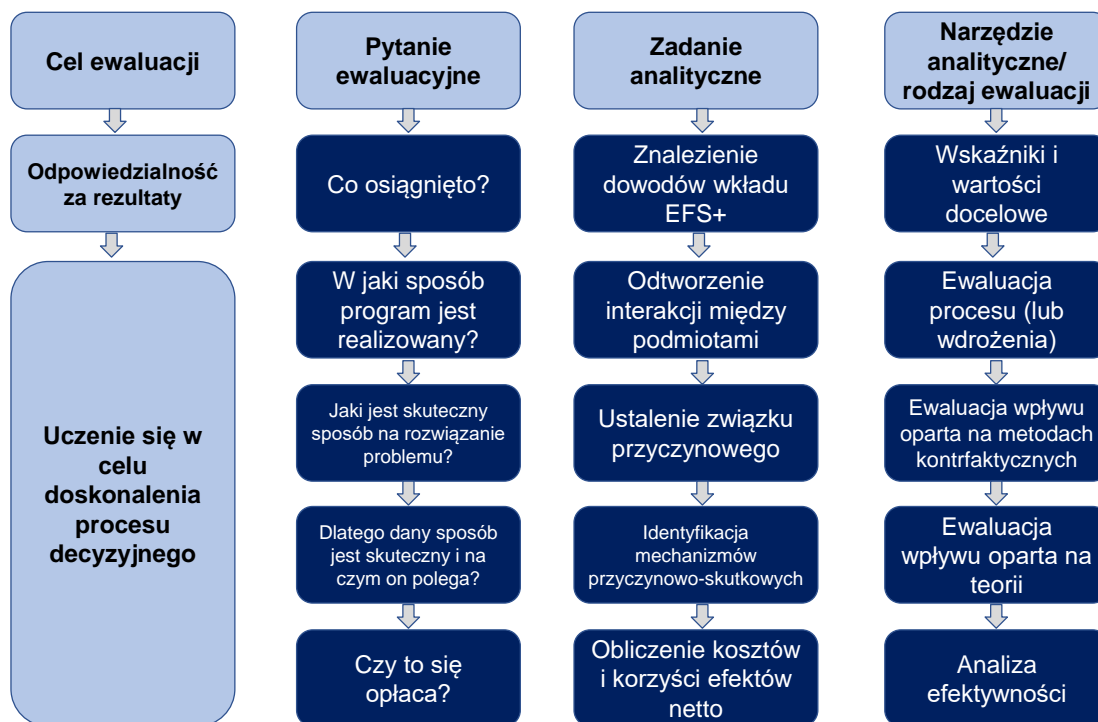 Cel ewaluacji
Pytanie
ewaluacyjne
Zadanie
analityczne
Narzędzie
analityczne/
rodzaj ewaluacji
Odpowiedzialność
za rezultaty
Co osiągnięto?
Znalezienie
dowodów wkładu
EFS+
Wskaźniki i
wartości
docelowe
Uczenie się w
celu
doskonalenia
procesu
decyzyjnego
W jaki sposób
program jest
realizowany?
Odtworzenie
interakcji między
podmiotami
Ewaluacja
procesu (lub
wdrożenia)
Jaki jest skuteczny
sposób na rozwiązanie
problemu?
Ustalenie związku
przyczynowego
Ewaluacja wpływu
oparta na metodach
kontrfaktycznych
Dlatego dany sposób
jest skuteczny i na
czym on polega?
Identyfikacja
mechanizmów
przyczynowo-skutkowych
Ewaluacja
wpływu oparta na
teorii
Czy to się
opłaca?
Obliczenie kosztów
i korzyści efektów
netto
Analiza
efektywności